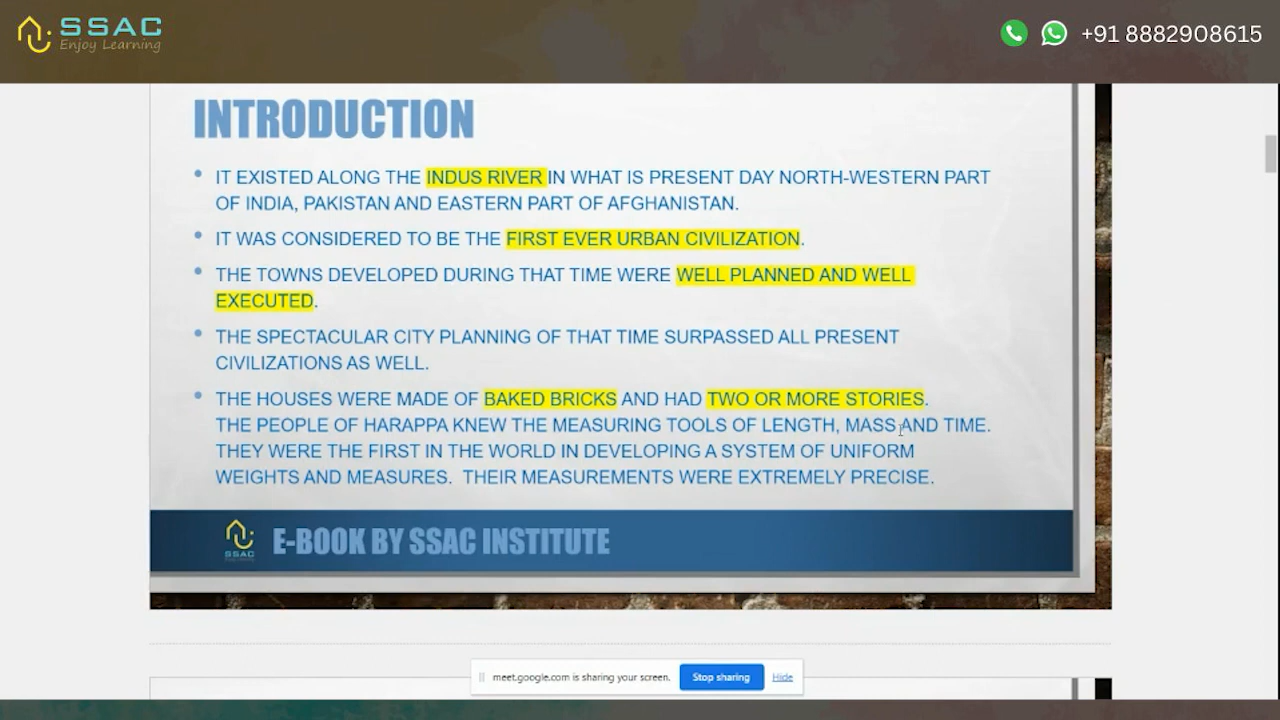 SSAC
Enjoy Learning
+91 8882908615
INTRODUCTION
• IT EXISTED ALONG THE INDUS RIVER IN WHAT IS PRESENT DAY NORTH-WESTERN PART
OF INDIA, PAKISTAN AND EASTERN PART OF AFGHANISTAN.
• IT WAS CONSIDERED TO BE THE FIRST EVER URBAN CIVILIZATION.
• THE TOWNS DEVELOPED DURING THAT TIME WERE WELL PLANNED AND WELL
EXECUTED.
• THE SPECTACULAR CITY PLANNING OF THAT TIME SURPASSED ALL PRESENT
CIVILIZATIONS AS WELL.
• THE HOUSES WERE MADE OF BAKED BRICKS AND HAD TWO OR MORE STORIES.
THE PEOPLE OF HARAPPA KNEW THE MEASURING TOOLS OF LENGTH, MASS AND TIME.
THEY WERE THE FIRST IN THE WORLD IN DEVELOPING A SYSTEM OF UNIFORM
WEIGHTS AND MEASURES. THEIR MEASUREMENTS WERE EXTREMELY PRECISE.
SSAC
E-BOOK BY SSAC INSTITUTE
meet.google.com is sharing your screen. Stop sharing Hide